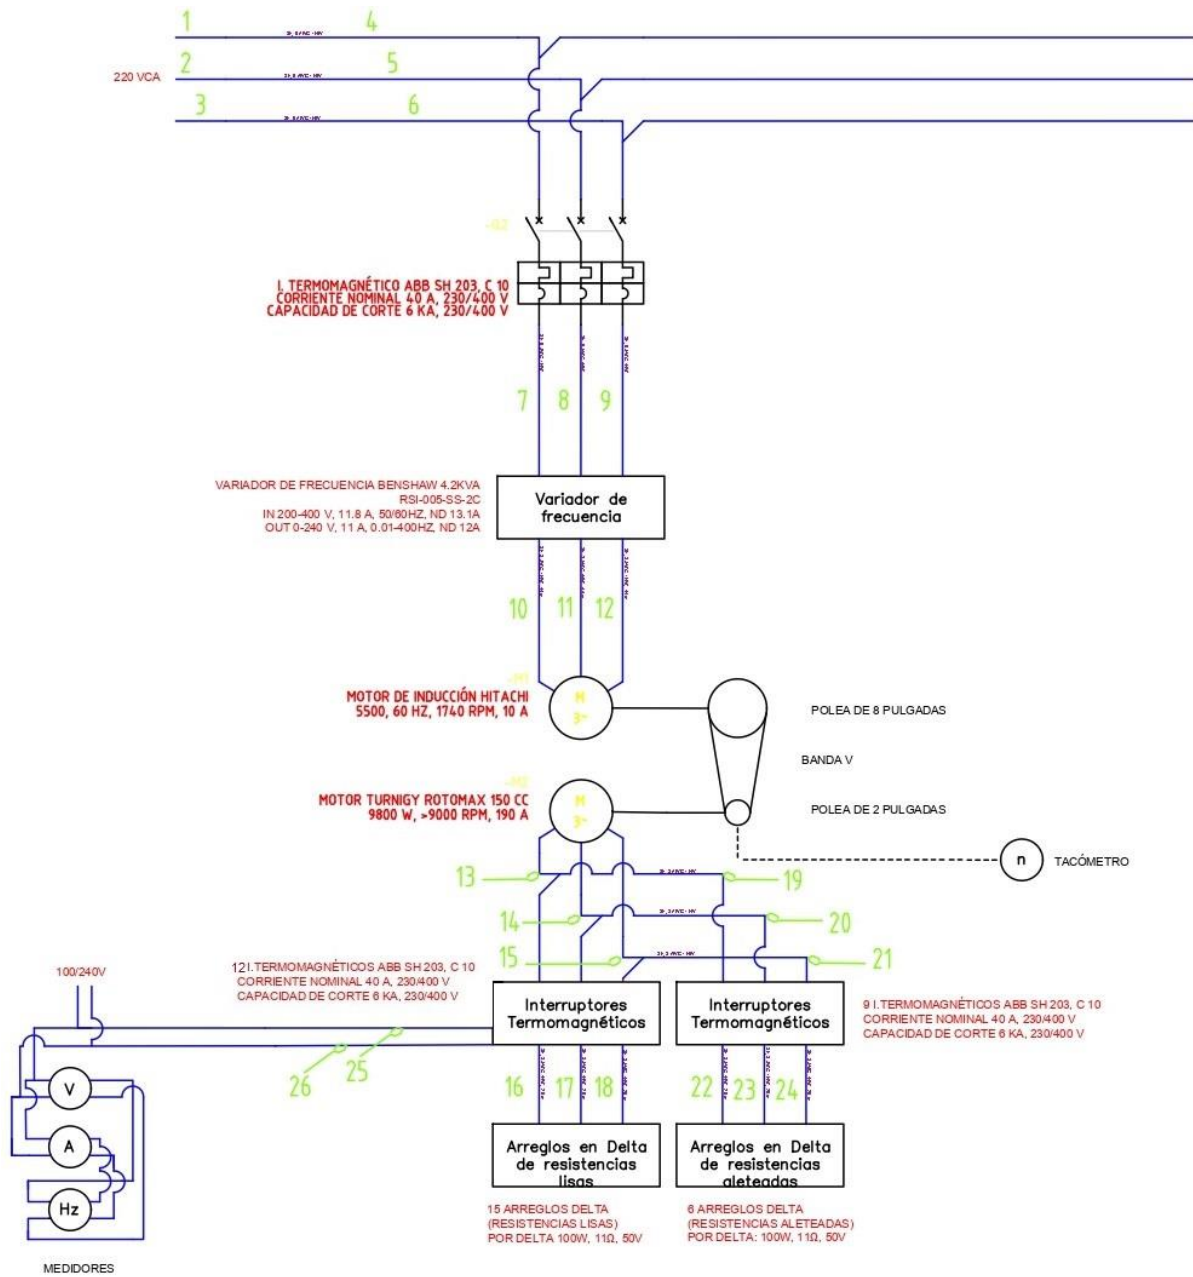 1
4
2
5
220 VCA
3
6
I. TERMOMAGNÉTICO ABB SH 203, C 10
CORRIENTE NOMINAL 40 A, 230/400 V
CAPACIDAD DE CORTE 6 KA, 230/400 V
7 8 9
VARIADOR DE FRECUENCIA BENSHAW 4.2KVA
RSI-005-SS-2C
IN 200-400 V, 11.8 A, 50/60HZ, ND 13.1A
OUT 0-240 V, 11 A, 0.01-400HZ, ND 12A
Variador de
frecuencia
10 11 12
-M1
MOTOR DE INDUCCIÓN HITACHI
5500, 60 HZ, 1740 RPM, 10 A
M
3~
POLEA DE 8 PULGADAS
BANDA V
-M2
MOTOR TURNIGY ROTOMAX 150 CC
9800 W, >9000 RPM, 190 A
M
3~
POLEA DE 2 PULGADAS
n
TACÓMETRO
13
19
14
20
15
21
100/240V
12 I.TERMOMAGNÉTICOS ABB SH 203, C 10
CORRIENTE NOMINAL 40 A, 230/400 V
CAPACIDAD DE CORTE 6 KA, 230/400 V
Interruptores
Termomagnéticos
Interruptores
Termomagnéticos
9 I.TERMOMAGNÉTICOS ABB SH 203, C 10
CORRIENTE NOMINAL 40 A, 230/400 V
CAPACIDAD DE CORTE 6 KA, 230/400 V
26 25
16 17 18
22 23 24
V
A
Hz
MEDIDORES
Arreglos en Delta
de resistencias
lisas
Arreglos en Delta
de resistencias
aleteadas
15 ARREGLOS DELTA
(RESISTENCIAS LISAS)
POR DELTA 100W, 11Ω, 50V
6 ARREGLOS DELTA
(RESISTENCIAS ALETEADAS)
POR DELTA: 100W, 11Ω, 50V